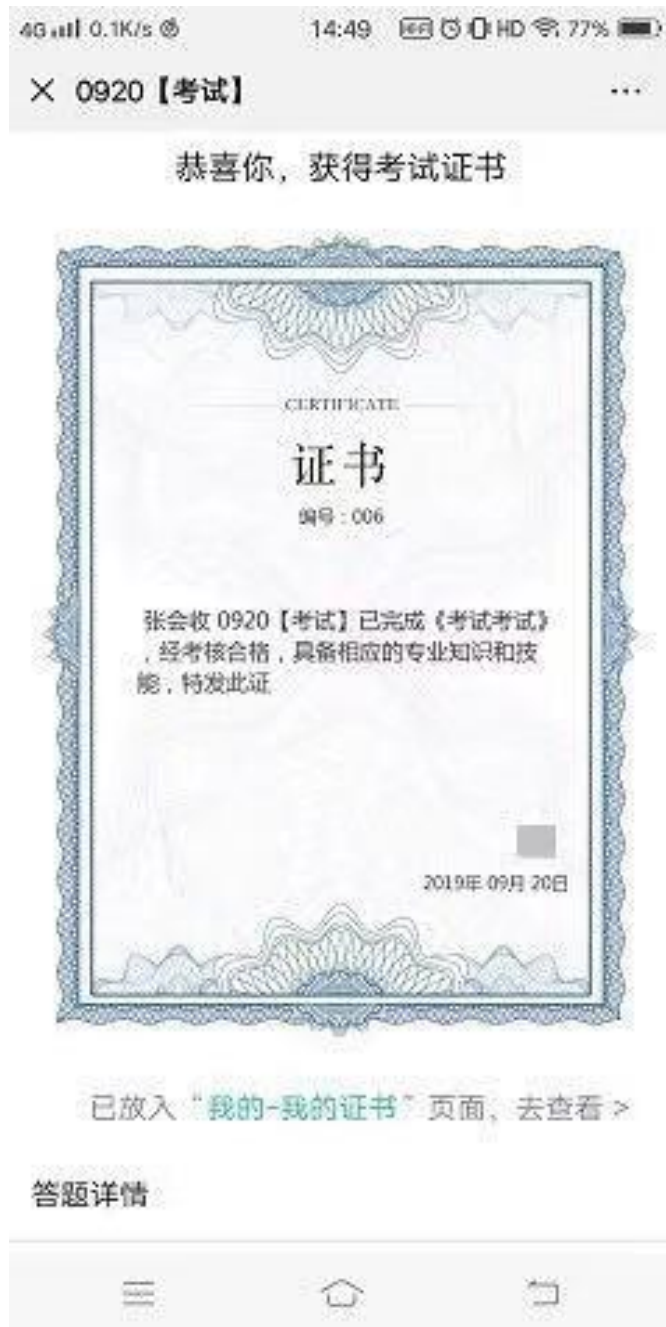 4G 0.1K/s 14:49 HD 77%
× 0920【考试】 ...
恭喜你，获得考试证书
CERTIFICATE
证书
编号：006
张会收 0920【考试】已完成《考试考试》
，经考核合格，具备相应的专业知识和技
能，特发此证
2019年 09月 20日
已放入“我的-我的证书”页面，去查看 >
答题详情